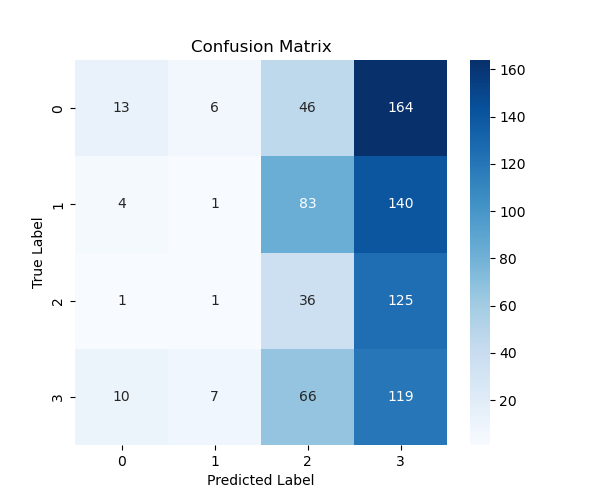 Confusion Matrix
0 13 6 46 164
1 4 1 83 140
2 1 1 36 125
3 10 7 66 119
0 1 2 3
Predicted Label
True Label
160
140
120
100
80
60
40
20